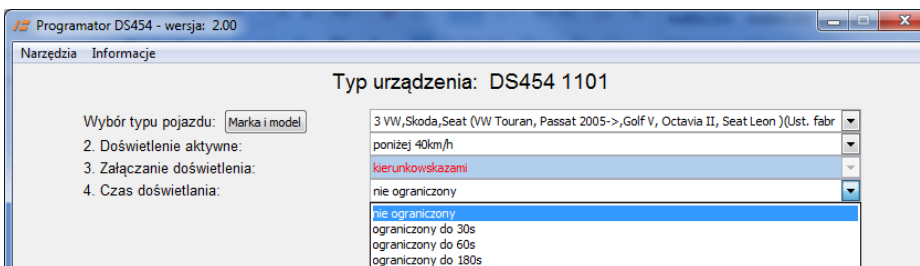 Programator DS454 - wersja: 2.00
Narzędzia Informacje
Typ urządzenia: DS454 1101
Wybór typu pojazdu: Marka i model 3 VW,Skoda,Seat (VW Touran, Passat 2005->,Golf V, Octavia II, Seat Leon )(Ust. fabr
2. Doświetlenie aktywne: poniżej 40km/h
3. Załączanie doświetlenia: kierunkowskazami
4. Czas doświetlania: nie ograniczony
nie ograniczony
ograniczony do 30s
ograniczony do 60s
ograniczony do 180s